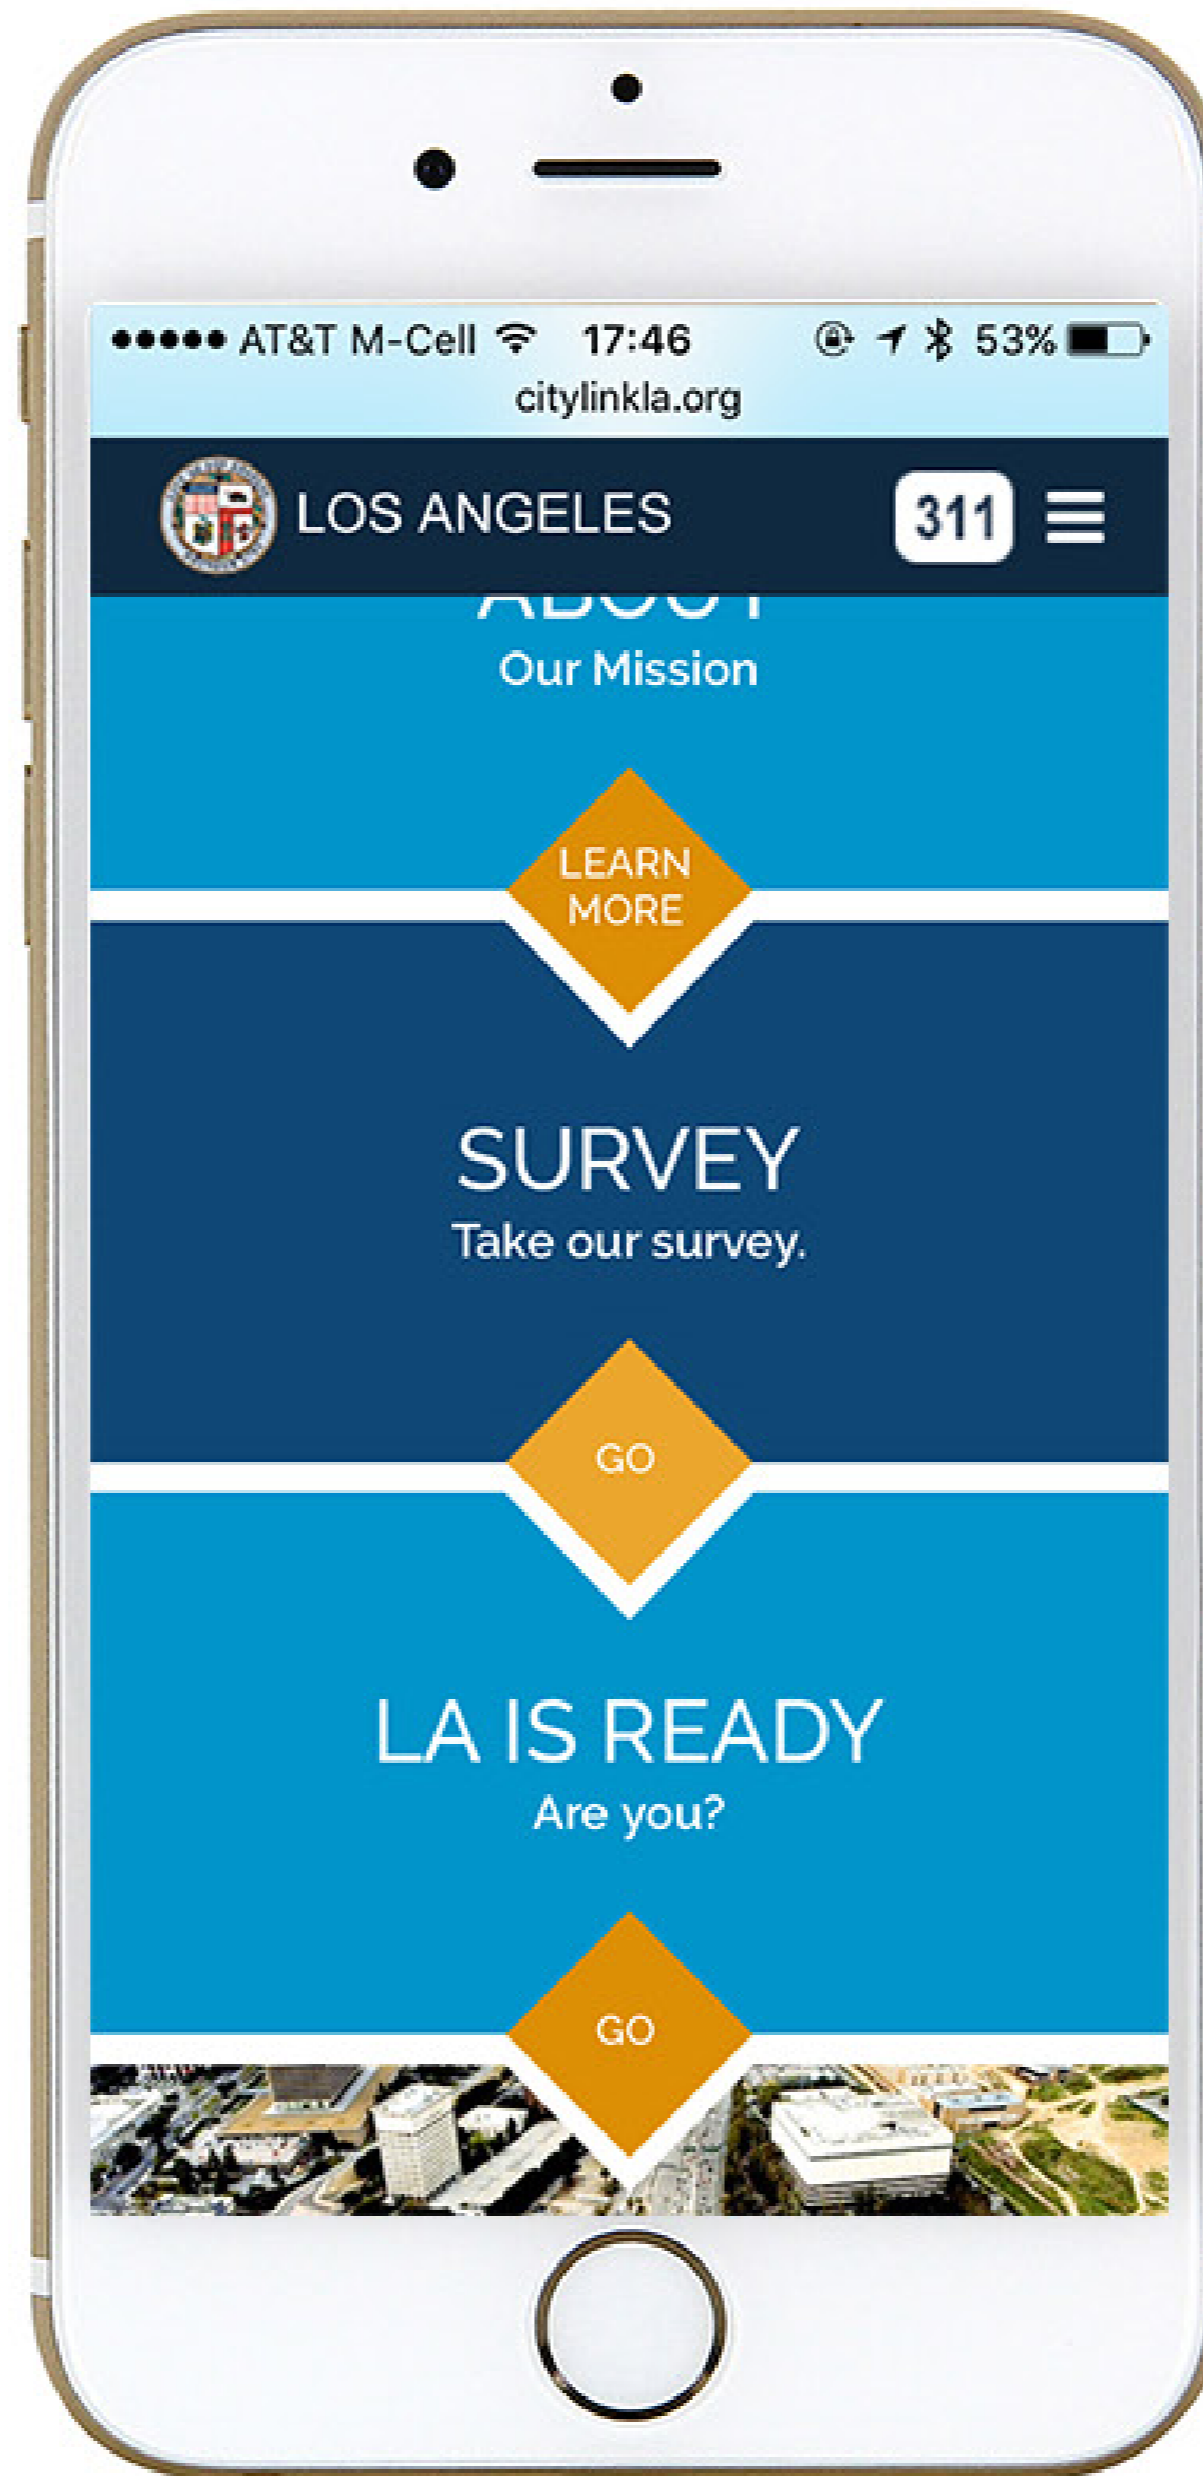 ●●●●● AT&T M-Cell 17:46 53%
citylinkla.org
LOS ANGELES 311
ABOUT
Our Mission
LEARN
MORE
SURVEY
Take our survey.
GO
LA IS READY
Are you?
GO